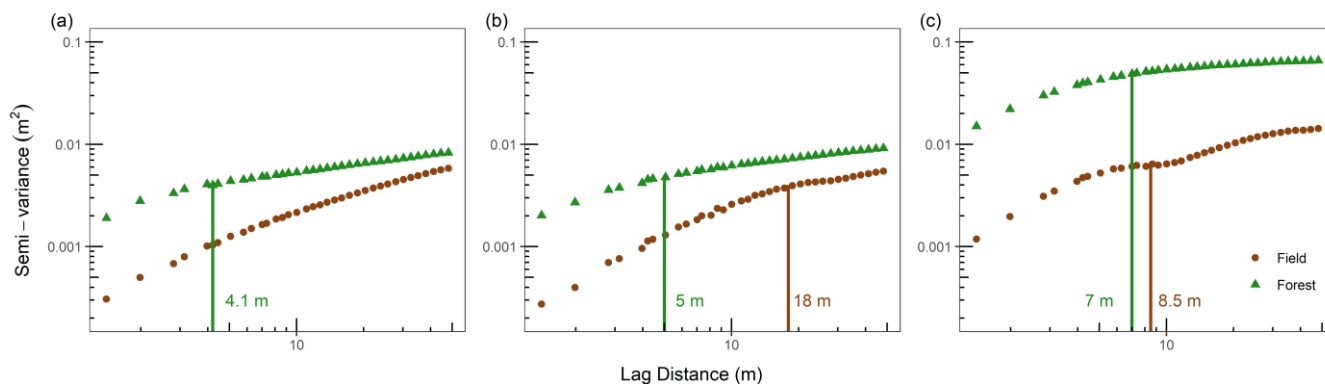 (a)
(b)
(c)
0.1
0.01
0.001
0.1
0.01
0.001
0.1
0.01
0.001
Semi – variance (m²)
4.1 m
5 m
18 m
7 m
8.5 m
Field
Forest
10
10
10
Lag Distance (m)